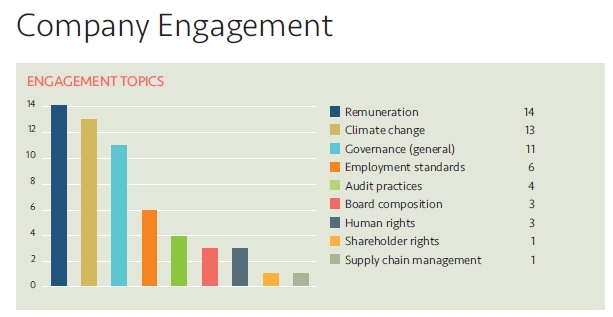 Company Engagement
ENGAGEMENT TOPICS
14
12
10
8
6
4
2
0
Remuneration 14
Climate change 13
Governance (general) 11
Employment standards 6
Audit practices 4
Board composition 3
Human rights 3
Shareholder rights 1
Supply chain management 1